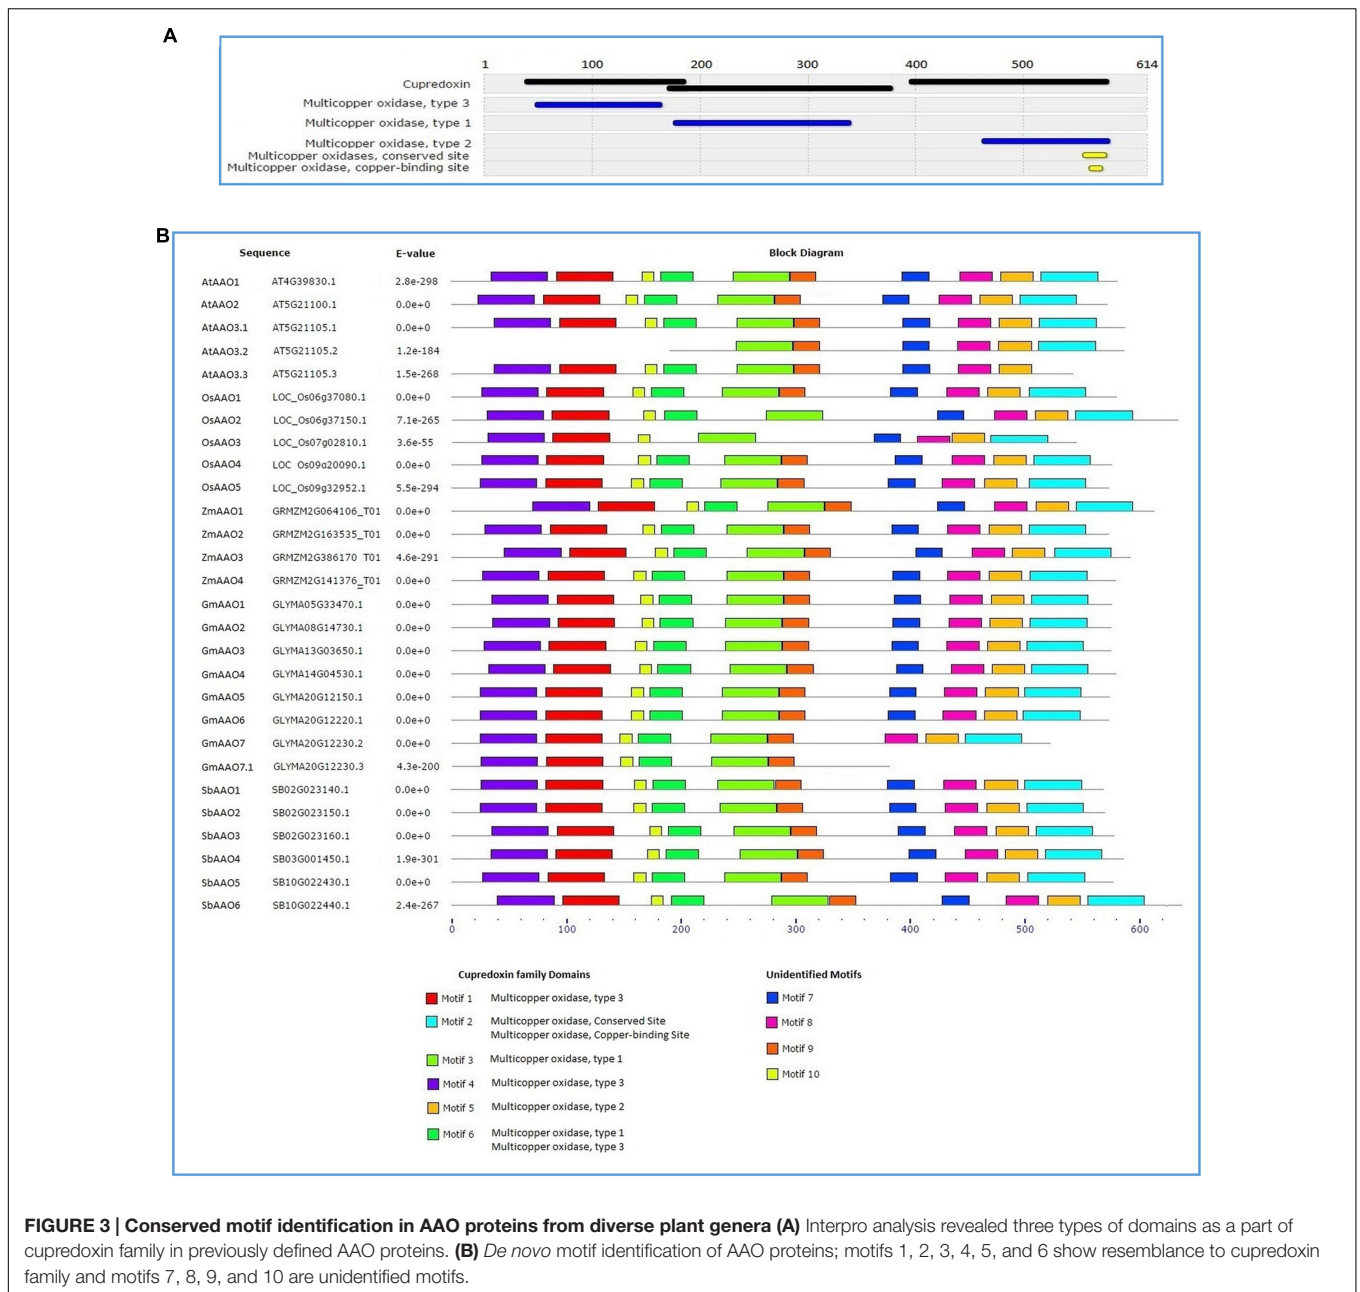 A
1 100 200 300 400 500 614
Cupredoxin
Multicopper oxidase, type 3
Multicopper oxidase, type 1
Multicopper oxidase, type 2
Multicopper oxidases, conserved site
Multicopper oxidase, copper-binding site
B
Sequence E-value Block Diagram
AtAAO1 AT4G39830.1 2.8e-298
AtAAO2 AT5G21100.1 0.0e+0
AtAAO3.1 AT5G21105.1 0.0e+0
AtAAO3.2 AT5G21105.2 1.2e-184
AtAAO3.3 AT5G21105.3 1.5e-268
OsAAO1 LOC_Os06g37080.1 0.0e+0
OsAAO2 LOC_Os06g37150.1 7.1e-265
OsAAO3 LOC_Os07g02810.1 3.6e-55
OsAAO4 LOC Os09g20090.1 0.0e+0
OsAAO5 LOC_Os09g32952.1 5.5e-294
ZmAAO1 GRMZM2G064106_T01 0.0e+0
ZmAAO2 GRMZM2G163535_T01 0.0e+0
ZmAAO3 GRMZM2G386170 T01 4.6e-291
ZmAAO4 GRMZM2G141376_T01 0.0e+0
GmAAO1 GLYMA05G33470.1 0.0e+0
GmAAO2 GLYMA08G14730.1 0.0e+0
GmAAO3 GLYMA13G03650.1 0.0e+0
GmAAO4 GLYMA14G04530.1 0.0e+0
GmAAO5 GLYMA20G12150.1 0.0e+0
GmAAO6 GLYMA20G12220.1 0.0e+0
GmAAO7 GLYMA20G12230.2 0.0e+0
GmAAO7.1 GLYMA20G12230.3 4.3e-200
SbAAO1 SB02G023140.1 0.0e+0
SbAAO2 SB02G023150.1 0.0e+0
SbAAO3 SB02G023160.1 0.0e+0
SbAAO4 SB03G001450.1 1.9e-301
SbAAO5 SB10G022430.1 0.0e+0
SbAAO6 SB10G022440.1 2.4e-267
0 100 200 300 400 500 600
Cupredoxin family Domains Unidentified Motifs
Motif 1 Multicopper oxidase, type 3 Motif 7
Motif 2 Multicopper oxidase, Conserved Site Motif 8
Multicopper oxidase, Copper-binding Site
Motif 3 Multicopper oxidase, type 1 Motif 9
Motif 4 Multicopper oxidase, type 3 Motif 10
Motif 5 Multicopper oxidase, type 2
Motif 6 Multicopper oxidase, type 1
Multicopper oxidase, type 3
FIGURE 3 | Conserved motif identification in AAO proteins from diverse plant genera (A) Interpro analysis revealed three types of domains as a part of
cupredoxin family in previously defined AAO proteins. (B) De novo motif identification of AAO proteins; motifs 1, 2, 3, 4, 5, and 6 show resemblance to cupredoxin
family and motifs 7, 8, 9, and 10 are unidentified motifs.